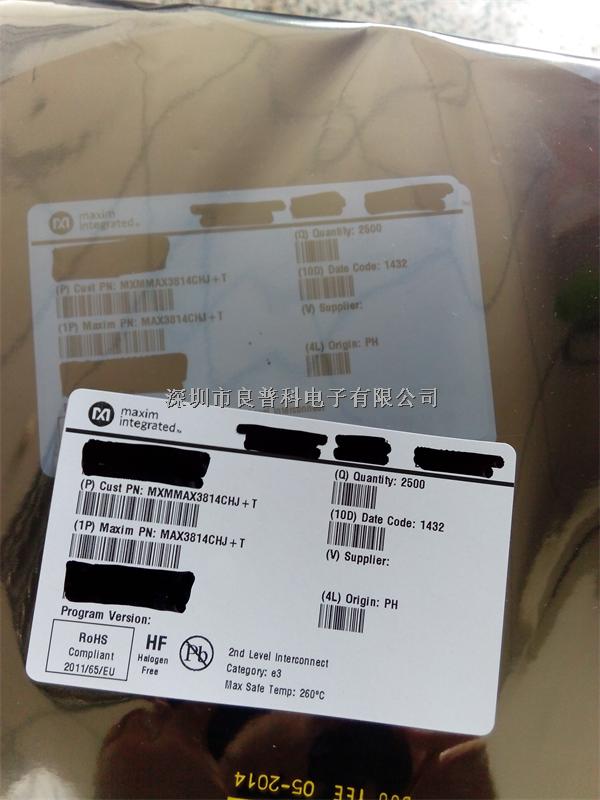 maxim
integrated™
(Q) Quantity: 2500
(P) Cust PN: MXMMAX3814CHJ+T
(10D) Date Code: 1432
(1P) Maxim PN: MAX3814CHJ+T
(V) Supplier:
(4L) Origin: PH
深圳市良普科电子有限公司
maxim
integrated™
(Q) Quantity: 2500
(P) Cust PN: MXMMAX3814CHJ+T
(10D) Date Code: 1432
(1P) Maxim PN: MAX3814CHJ+T
(V) Supplier:
(4L) Origin: PH
Program Version:
RoHS
Compliant
2011/65/EU
HF
Halogen
Free
Pb
2nd Level Interconnect
Category: e3
Max Safe Temp: 260°C
TEE 05-2014